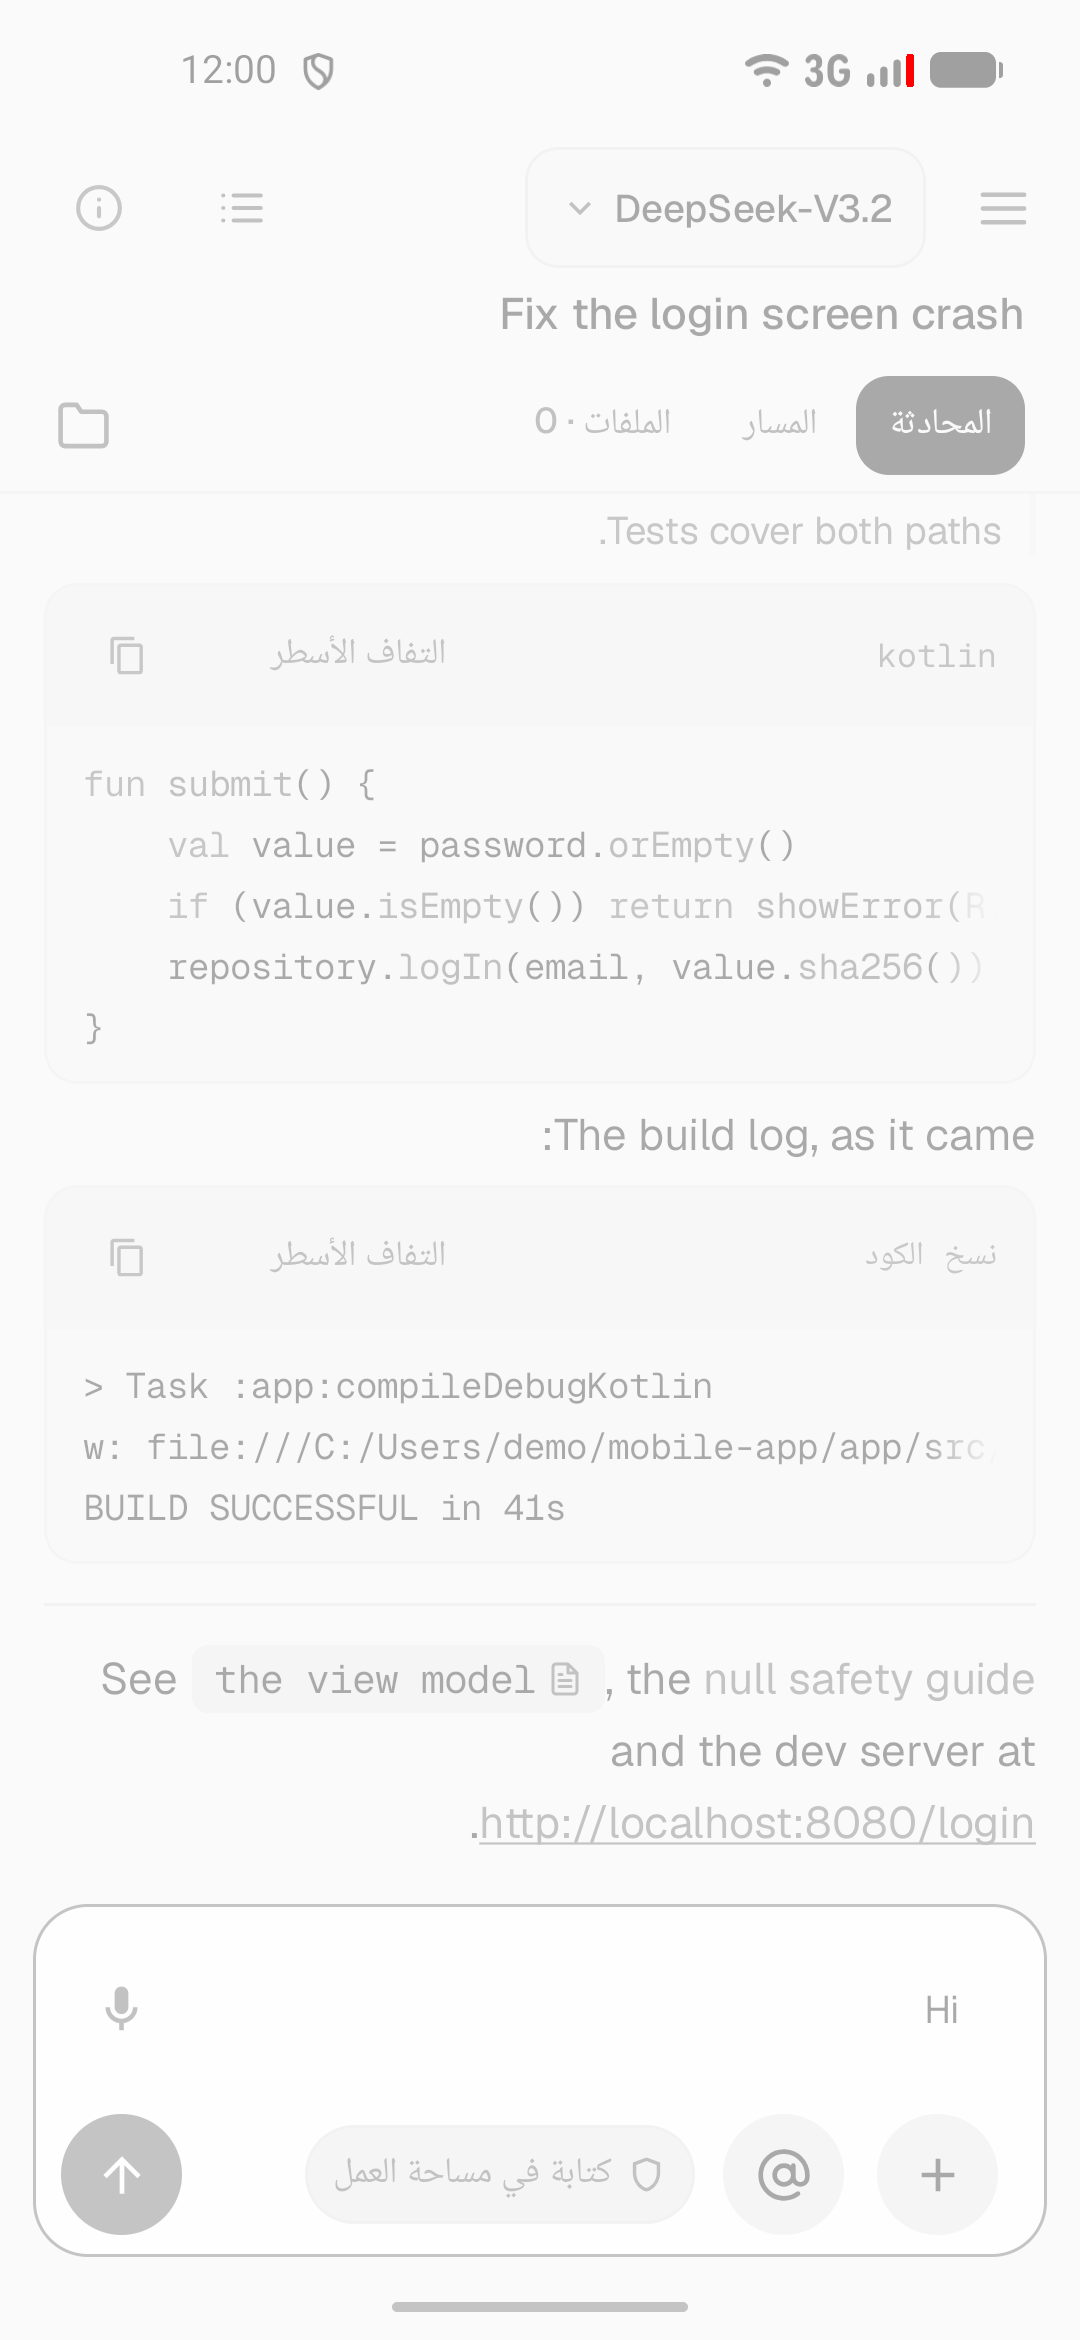 12:00 3G
DeepSeek-V3.2
Fix the login screen crash
المحادثة المسار الملفات · 0
Tests cover both paths.
kotlin التفاف الأسطر
fun submit() {
    val value = password.orEmpty()
    if (value.isEmpty()) return showError(R
    repository.logIn(email, value.sha256())
}
The build log, as it came:
نسخ الكود التفاف الأسطر
> Task :app:compileDebugKotlin
w: file:///C:/Users/demo/mobile-app/app/src/
BUILD SUCCESSFUL in 41s
See the view model, the null safety guide
and the dev server at
http://localhost:8080/login.
Hi
كتابة في مساحة العمل